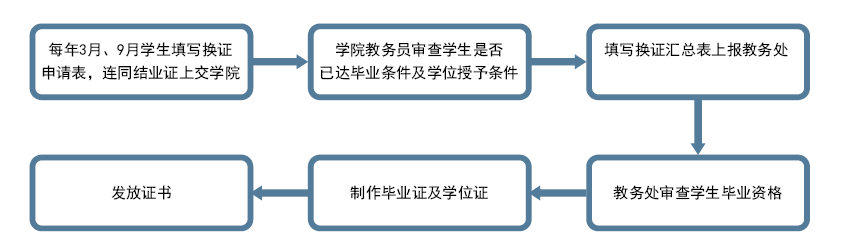 每年3月、9月学生填写换证
申请表，连同结业证上交学院
学院教务员审查学生是否
已达毕业条件及学位授予条件
填写换证汇总表上报教务处
教务处审查学生毕业资格
制作毕业证及学位证
发放证书